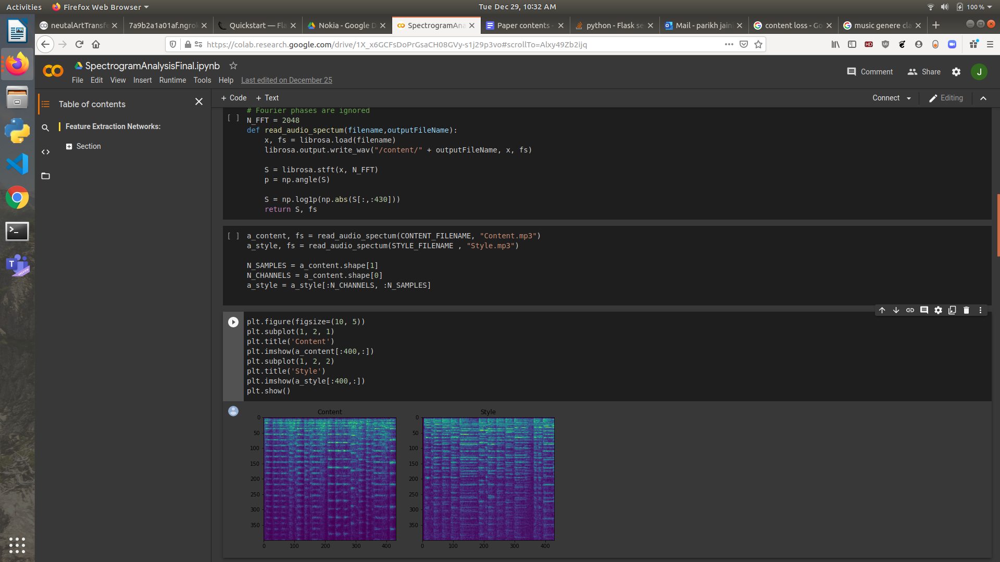 Activities
Firefox Web Browser
Tue Dec 29, 10:32 AM
100 %
neutalArtTransfe
7a9b2a1a01af.ngro
Quickstart — Fla
Nokia - Google D
SpectrogramAna
Paper contents -
python - Flask se
Mail - parikh jain
content loss - Go
music genere cla
https://colab.research.google.com/drive/1X_x6GCFsDoPrGsaCH08GVy-s1j29p3vo#scrollTo=Alxy49Zb2ijq
SpectrogramAnalysisFinal.ipynb
File Edit View Insert Runtime Tools Help Last edited on December 25
Comment
Share
J
Table of contents
Feature Extraction Networks:
Section
+ Code + Text
Connect
Editing
# Fourier phases are ignored
[ ] N_FFT = 2048
def read_audio_spectum(filename,outputFileName):
x, fs = librosa.load(filename)
librosa.output.write_wav("/content/" + outputFileName, x, fs)
S = librosa.stft(x, N_FFT)
p = np.angle(S)
S = np.log1p(np.abs(S[:,:430]))
return S, fs
[ ] a_content, fs = read_audio_spectum(CONTENT_FILENAME, "Content.mp3")
a_style, fs = read_audio_spectum(STYLE_FILENAME , "Style.mp3")
N_SAMPLES = a_content.shape[1]
N_CHANNELS = a_content.shape[0]
a_style = a_style[:N_CHANNELS, :N_SAMPLES]
plt.figure(figsize=(10, 5))
plt.subplot(1, 2, 1)
plt.title('Content')
plt.imshow(a_content[:400,:])
plt.subplot(1, 2, 2)
plt.title('Style')
plt.imshow(a_style[:400,:])
plt.show()
Content
0
50
100
150
200
250
300
350
0 100 200 300 400
Style
0
50
100
150
200
250
300
350
0 100 200 300 400